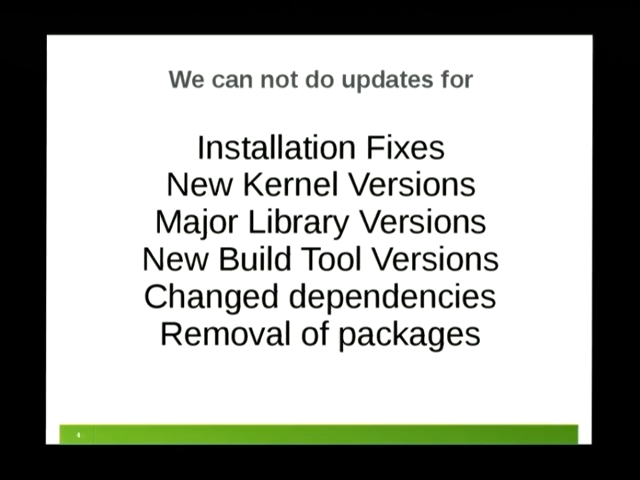 We can not do updates for
Installation Fixes
New Kernel Versions
Major Library Versions
New Build Tool Versions
Changed dependencies
Removal of packages
4